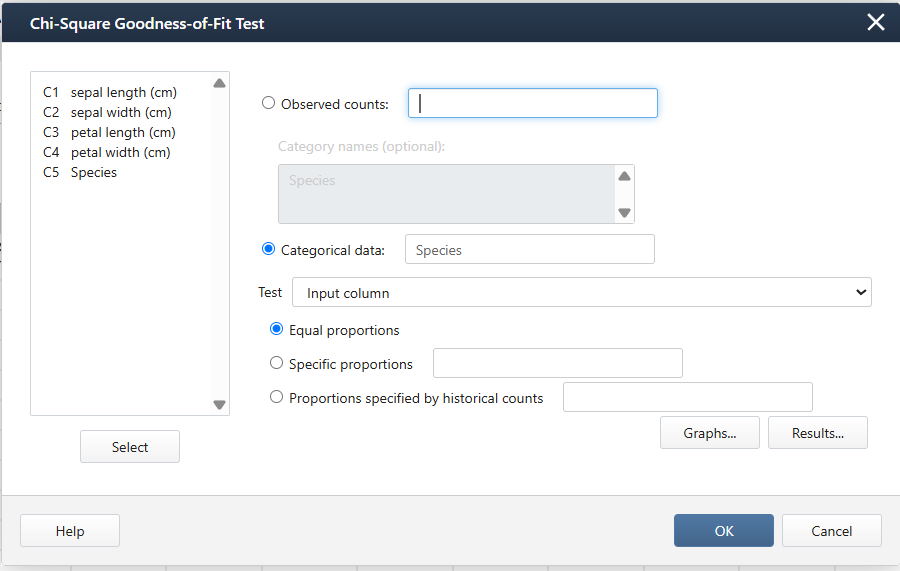 Chi-Square Goodness-of-Fit Test
C1 sepal length (cm)
C2 sepal width (cm)
C3 petal length (cm)
C4 petal width (cm)
C5 Species
Select
Observed counts:
Category names (optional):
Species
Categorical data: Species
Test Input column
Equal proportions
Specific proportions
Proportions specified by historical counts
Graphs... Results...
Help OK Cancel